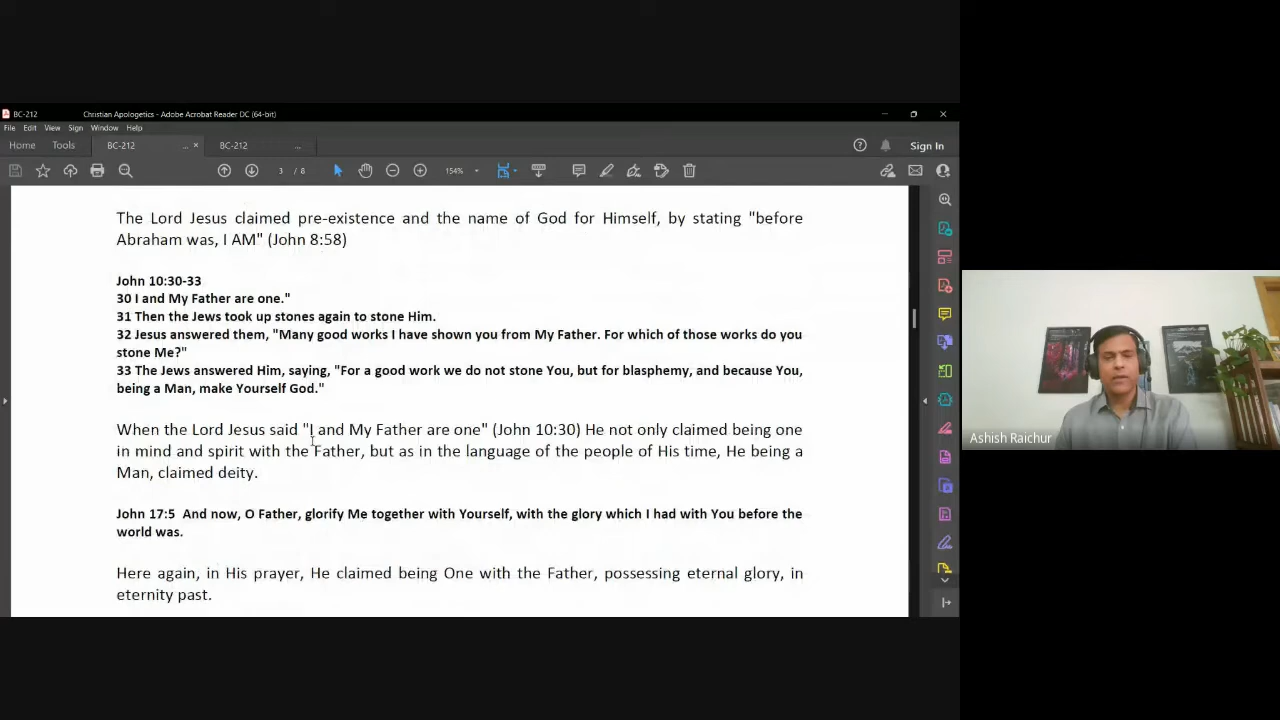 BC-212
Christian Apologetics - Adobe Acrobat Reader DC (64-bit)
File Edit View Sign Window Help
Home Tools BC-212 ... × BC-212 ... Sign In
3 / 8 154%
The Lord Jesus claimed pre-existence and the name of God for Himself, by stating "before
Abraham was, I AM" (John 8:58)
John 10:30-33
30 I and My Father are one."
31 Then the Jews took up stones again to stone Him.
32 Jesus answered them, "Many good works I have shown you from My Father. For which of those works do you
stone Me?"
33 The Jews answered Him, saying, "For a good work we do not stone You, but for blasphemy, and because You,
being a Man, make Yourself God."
When the Lord Jesus said "I and My Father are one" (John 10:30) He not only claimed being one
in mind and spirit with the Father, but as in the language of the people of His time, He being a
Man, claimed deity.
John 17:5 And now, O Father, glorify Me together with Yourself, with the glory which I had with You before the
world was.
Here again, in His prayer, He claimed being One with the Father, possessing eternal glory, in
eternity past.
Ashish Raichur